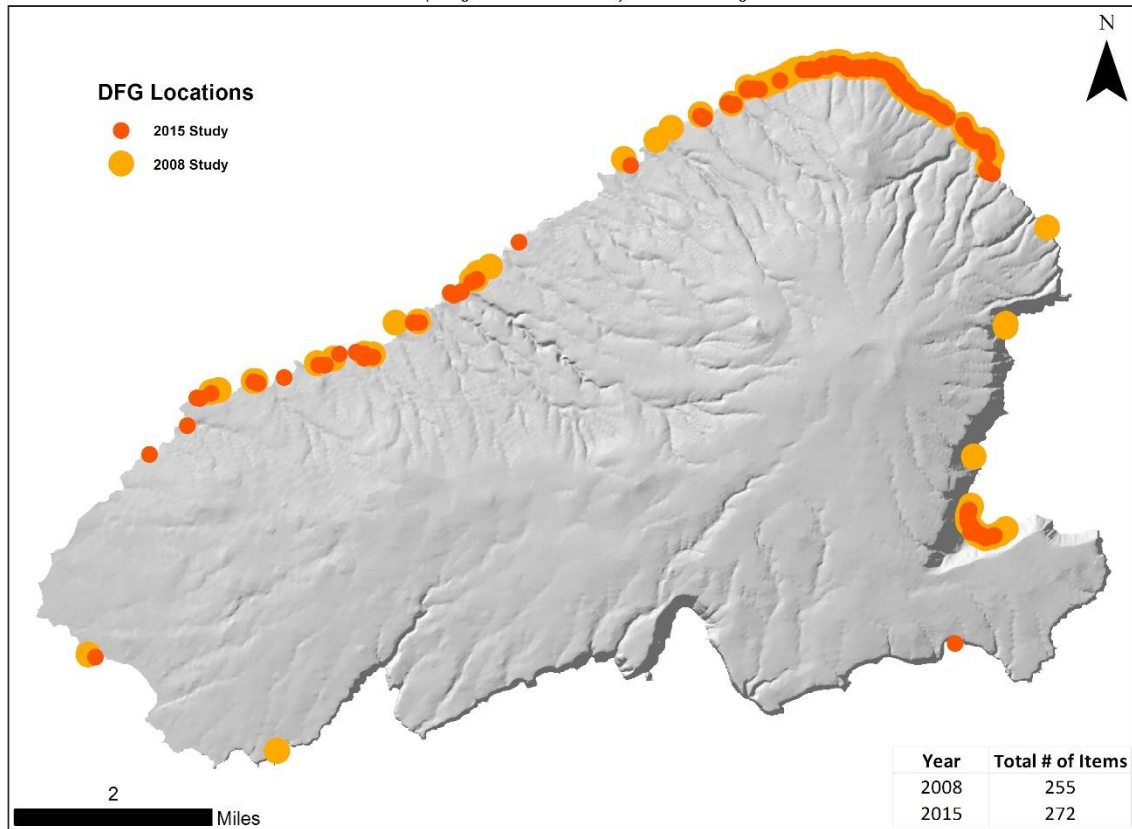 N
DFG Locations
2015 Study
2008 Study
2
Miles
Year Total # of Items
2008 255
2015 272